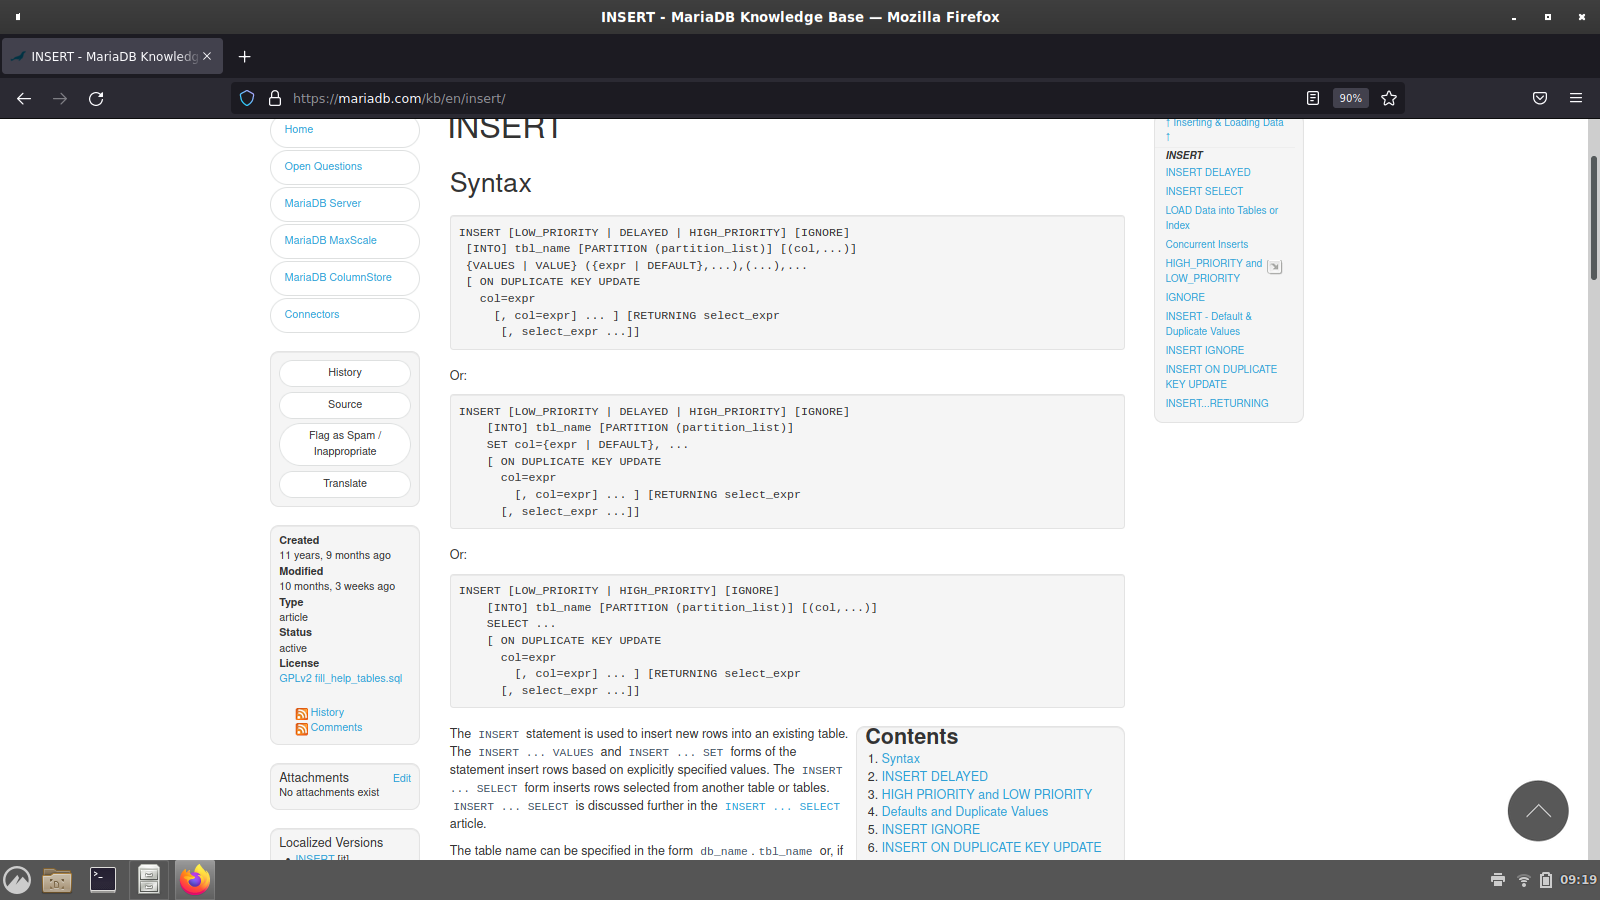 INSERT - MariaDB Knowledge Base — Mozilla Firefox
INSERT - MariaDB Knowledg
https://mariadb.com/kb/en/insert/
90%
Home
Open Questions
MariaDB Server
MariaDB MaxScale
MariaDB ColumnStore
Connectors
History
Source
Flag as Spam /
Inappropriate
Translate
Created
11 years, 9 months ago
Modified
10 months, 3 weeks ago
Type
article
Status
active
License
GPLv2 fill_help_tables.sql
History
Comments
Attachments Edit
No attachments exist
Localized Versions
• INSERT [it]
INSERT
Syntax
INSERT [LOW_PRIORITY | DELAYED | HIGH_PRIORITY] [IGNORE]
[INTO] tbl_name [PARTITION (partition_list)] [(col,...)]
{VALUES | VALUE} ({expr | DEFAULT},...),(...),...
[ ON DUPLICATE KEY UPDATE
col=expr
[, col=expr] ... ] [RETURNING select_expr
[, select_expr ...]]
Or:
INSERT [LOW_PRIORITY | DELAYED | HIGH_PRIORITY] [IGNORE]
[INTO] tbl_name [PARTITION (partition_list)]
SET col={expr | DEFAULT}, ...
[ ON DUPLICATE KEY UPDATE
col=expr
[, col=expr] ... ] [RETURNING select_expr
[, select_expr ...]]
Or:
INSERT [LOW_PRIORITY | HIGH_PRIORITY] [IGNORE]
[INTO] tbl_name [PARTITION (partition_list)] [(col,...)]
SELECT ...
[ ON DUPLICATE KEY UPDATE
col=expr
[, col=expr] ... ] [RETURNING select_expr
[, select_expr ...]]
The INSERT statement is used to insert new rows into an existing table.
The INSERT ... VALUES and INSERT ... SET forms of the
statement insert rows based on explicitly specified values. The INSERT
... SELECT form inserts rows selected from another table or tables.
INSERT ... SELECT is discussed further in the INSERT ... SELECT
article.
The table name can be specified in the form db_name.tbl_name or, if
Contents
1. Syntax
2. INSERT DELAYED
3. HIGH PRIORITY and LOW PRIORITY
4. Defaults and Duplicate Values
5. INSERT IGNORE
6. INSERT ON DUPLICATE KEY UPDATE
↑ Inserting & Loading Data
↑
INSERT
INSERT DELAYED
INSERT SELECT
LOAD Data into Tables or
Index
Concurrent Inserts
HIGH_PRIORITY and
LOW_PRIORITY
IGNORE
INSERT - Default &
Duplicate Values
INSERT IGNORE
INSERT ON DUPLICATE
KEY UPDATE
INSERT...RETURNING
09:19